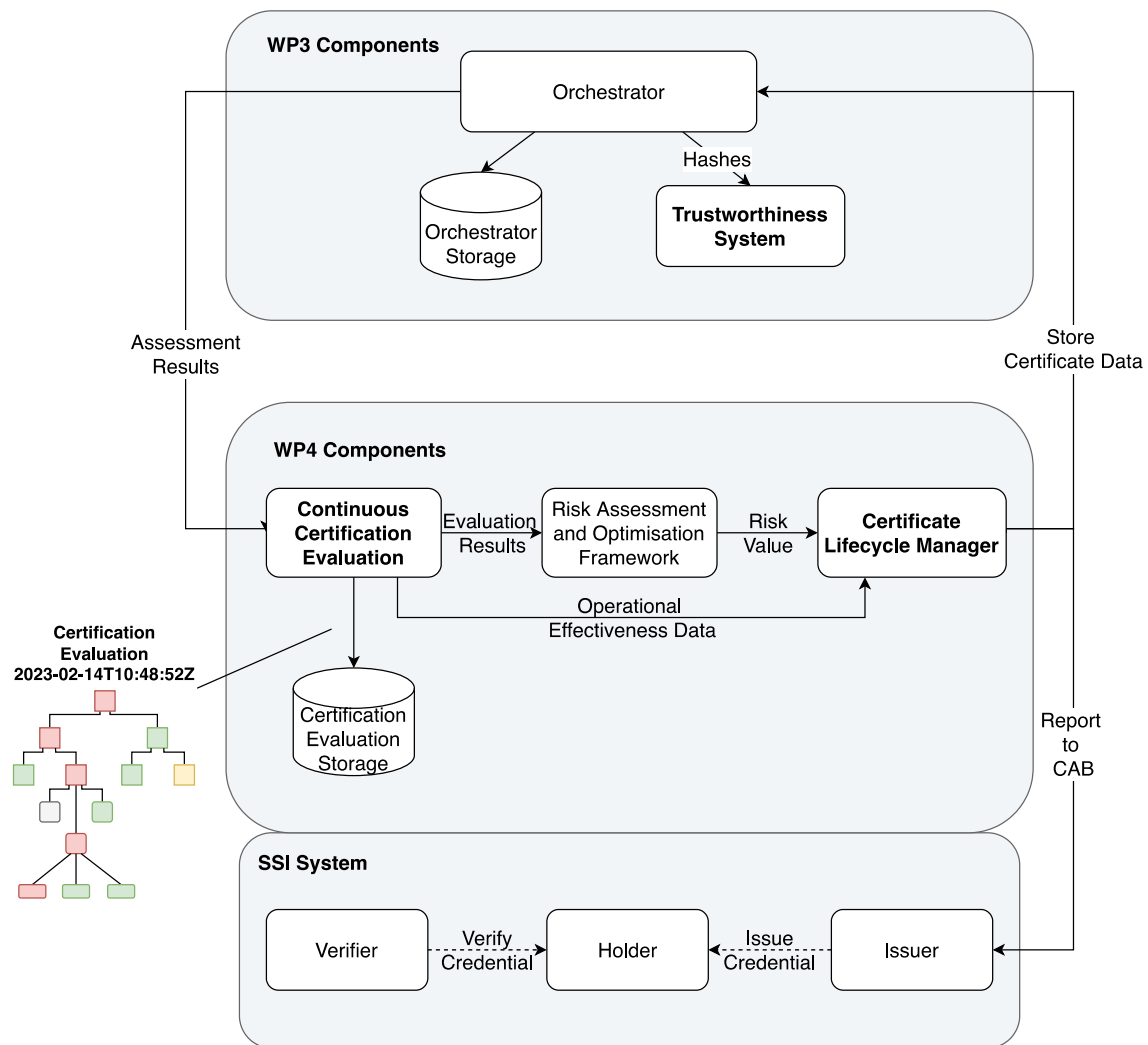 WP3 Components
Orchestrator
Hashes
Orchestrator
Storage
Trustworthiness
System
Assessment
Results
Store
Certificate Data
WP4 Components
Continuous
Certification
Evaluation
Evaluation
Results
Risk Assessment
and Optimisation
Framework
Risk
Value
Certificate
Lifecycle Manager
Operational
Effectiveness Data
Certification
Evaluation
2023-02-14T10:48:52Z
Certification
Evaluation
Storage
Report
to
CAB
SSI System
Verifier
Verify
Credential
Holder
Issue
Credential
Issuer